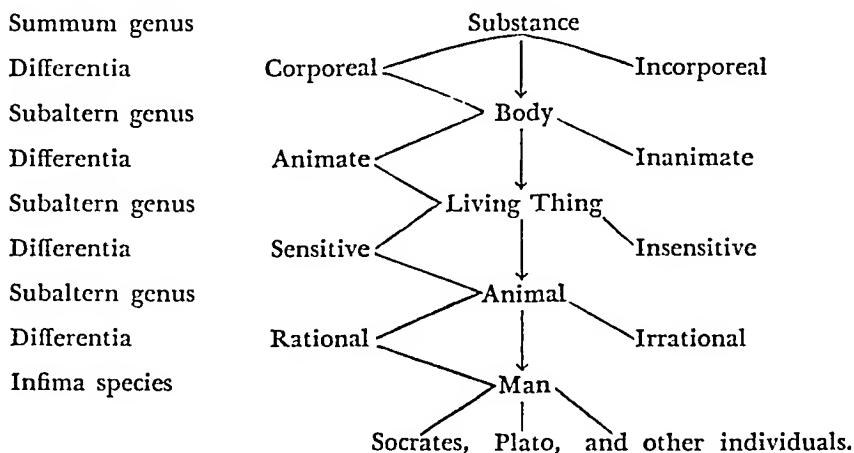 Summum genus Substance
Differentia Corporeal Incorporeal
Subaltern genus Body
Differentia Animate Inanimate
Subaltern genus Living Thing
Differentia Sensitive Insensitive
Subaltern genus Animal
Differentia Rational Irrational
Infima species Man
Socrates, Plato, and other individuals.